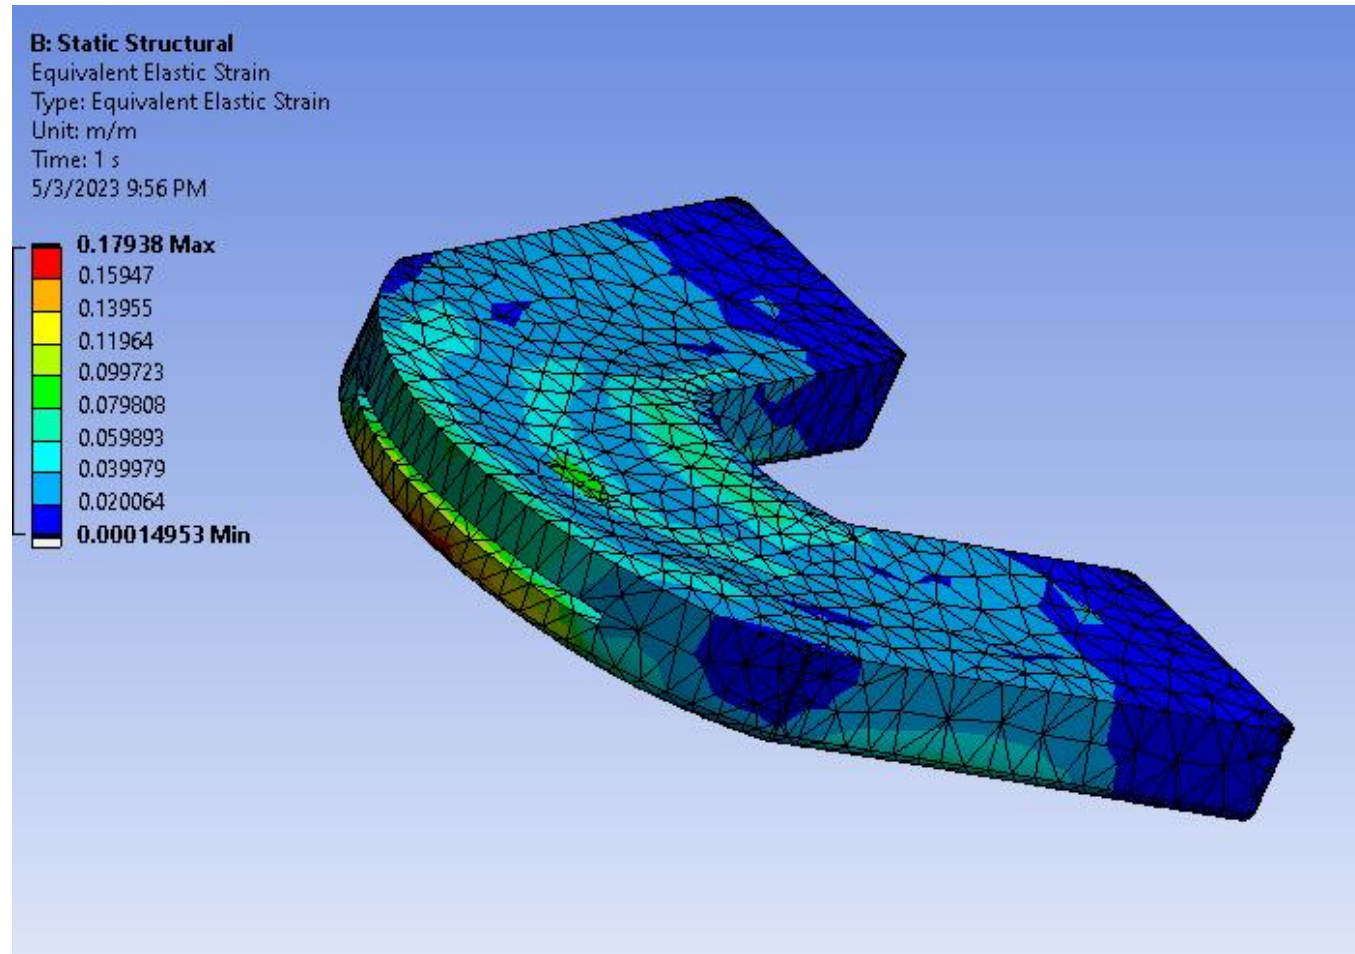 B: Static Structural
Equivalent Elastic Strain
Type: Equivalent Elastic Strain
Unit: m/m
Time: 1 s
5/3/2023 9:56 PM
0.17938 Max
0.15947
0.13955
0.11964
0.099723
0.079808
0.059893
0.039979
0.020064
0.00014953 Min